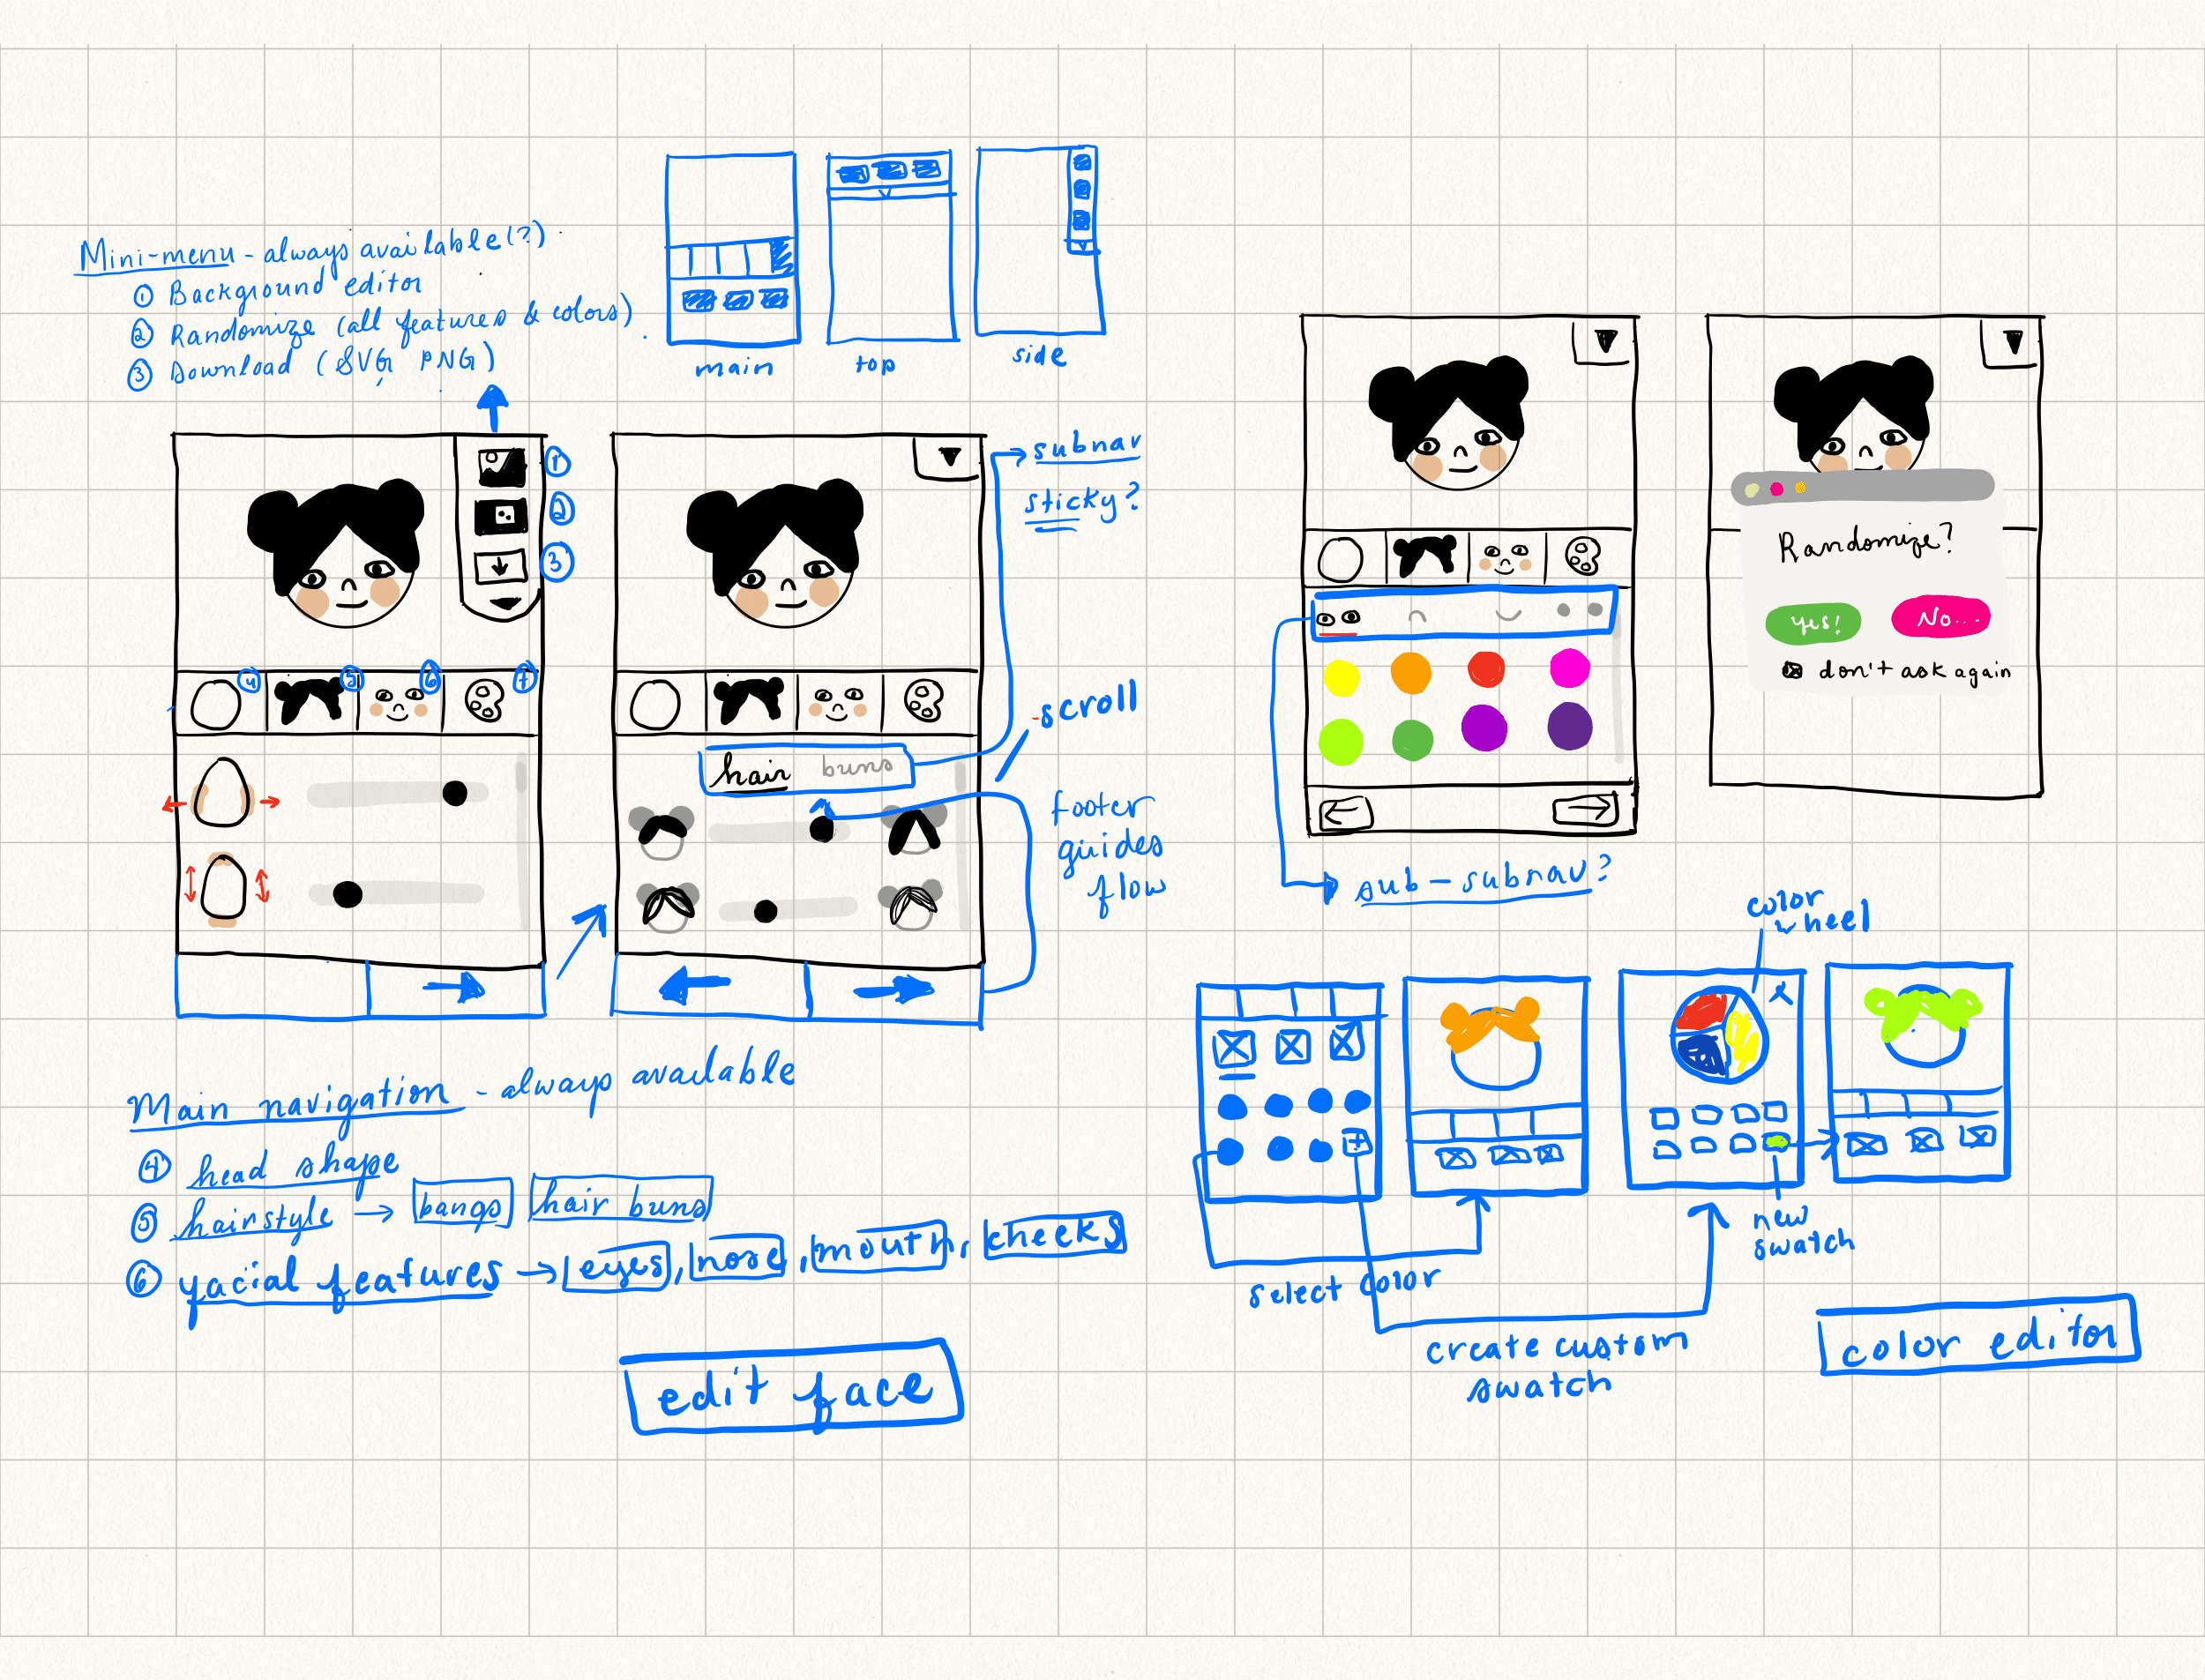 Mini-menu - always available(?)
① Background editor
② Randomize (all features & colors)
③ Download (SVG, PNG)
main
top
side
①
②
③
④
⑤
⑥
⑦
subnav
sticky?
hair buns
scroll
footer
guides
flow
Main navigation - always available
④ head shape
⑤ hairstyle → bangs hair buns
⑥ facial features → eyes, nose, mouth, cheeks
edit face
sub-subnav?
Randomize?
yes!
No...
don't ask again
color
wheel
select color
create custom
swatch
new
swatch
color editor